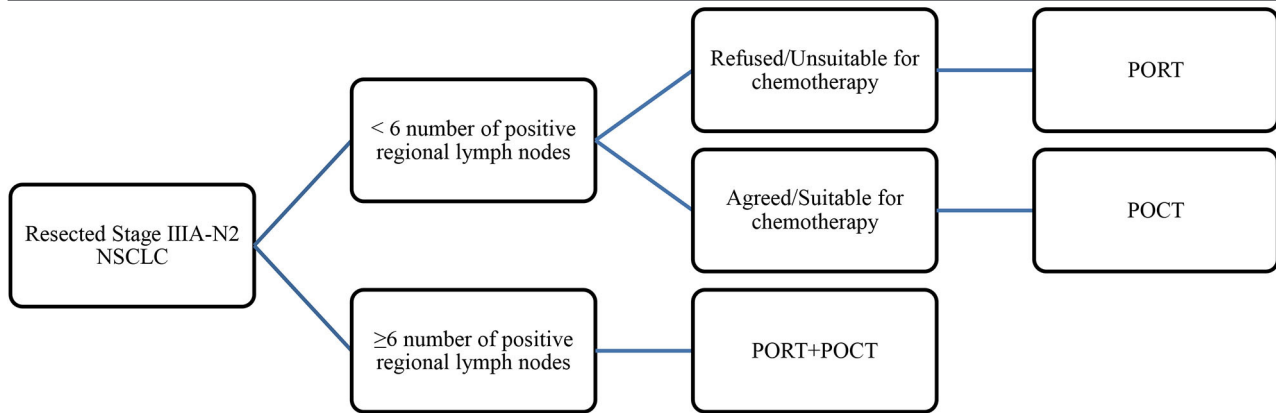 Resected Stage IIIA-N2
NSCLC
< 6 number of positive
regional lymph nodes
Refused/Unsuitable for
chemotherapy
PORT
Agreed/Suitable for
chemotherapy
POCT
≥6 number of positive
regional lymph nodes
PORT+POCT